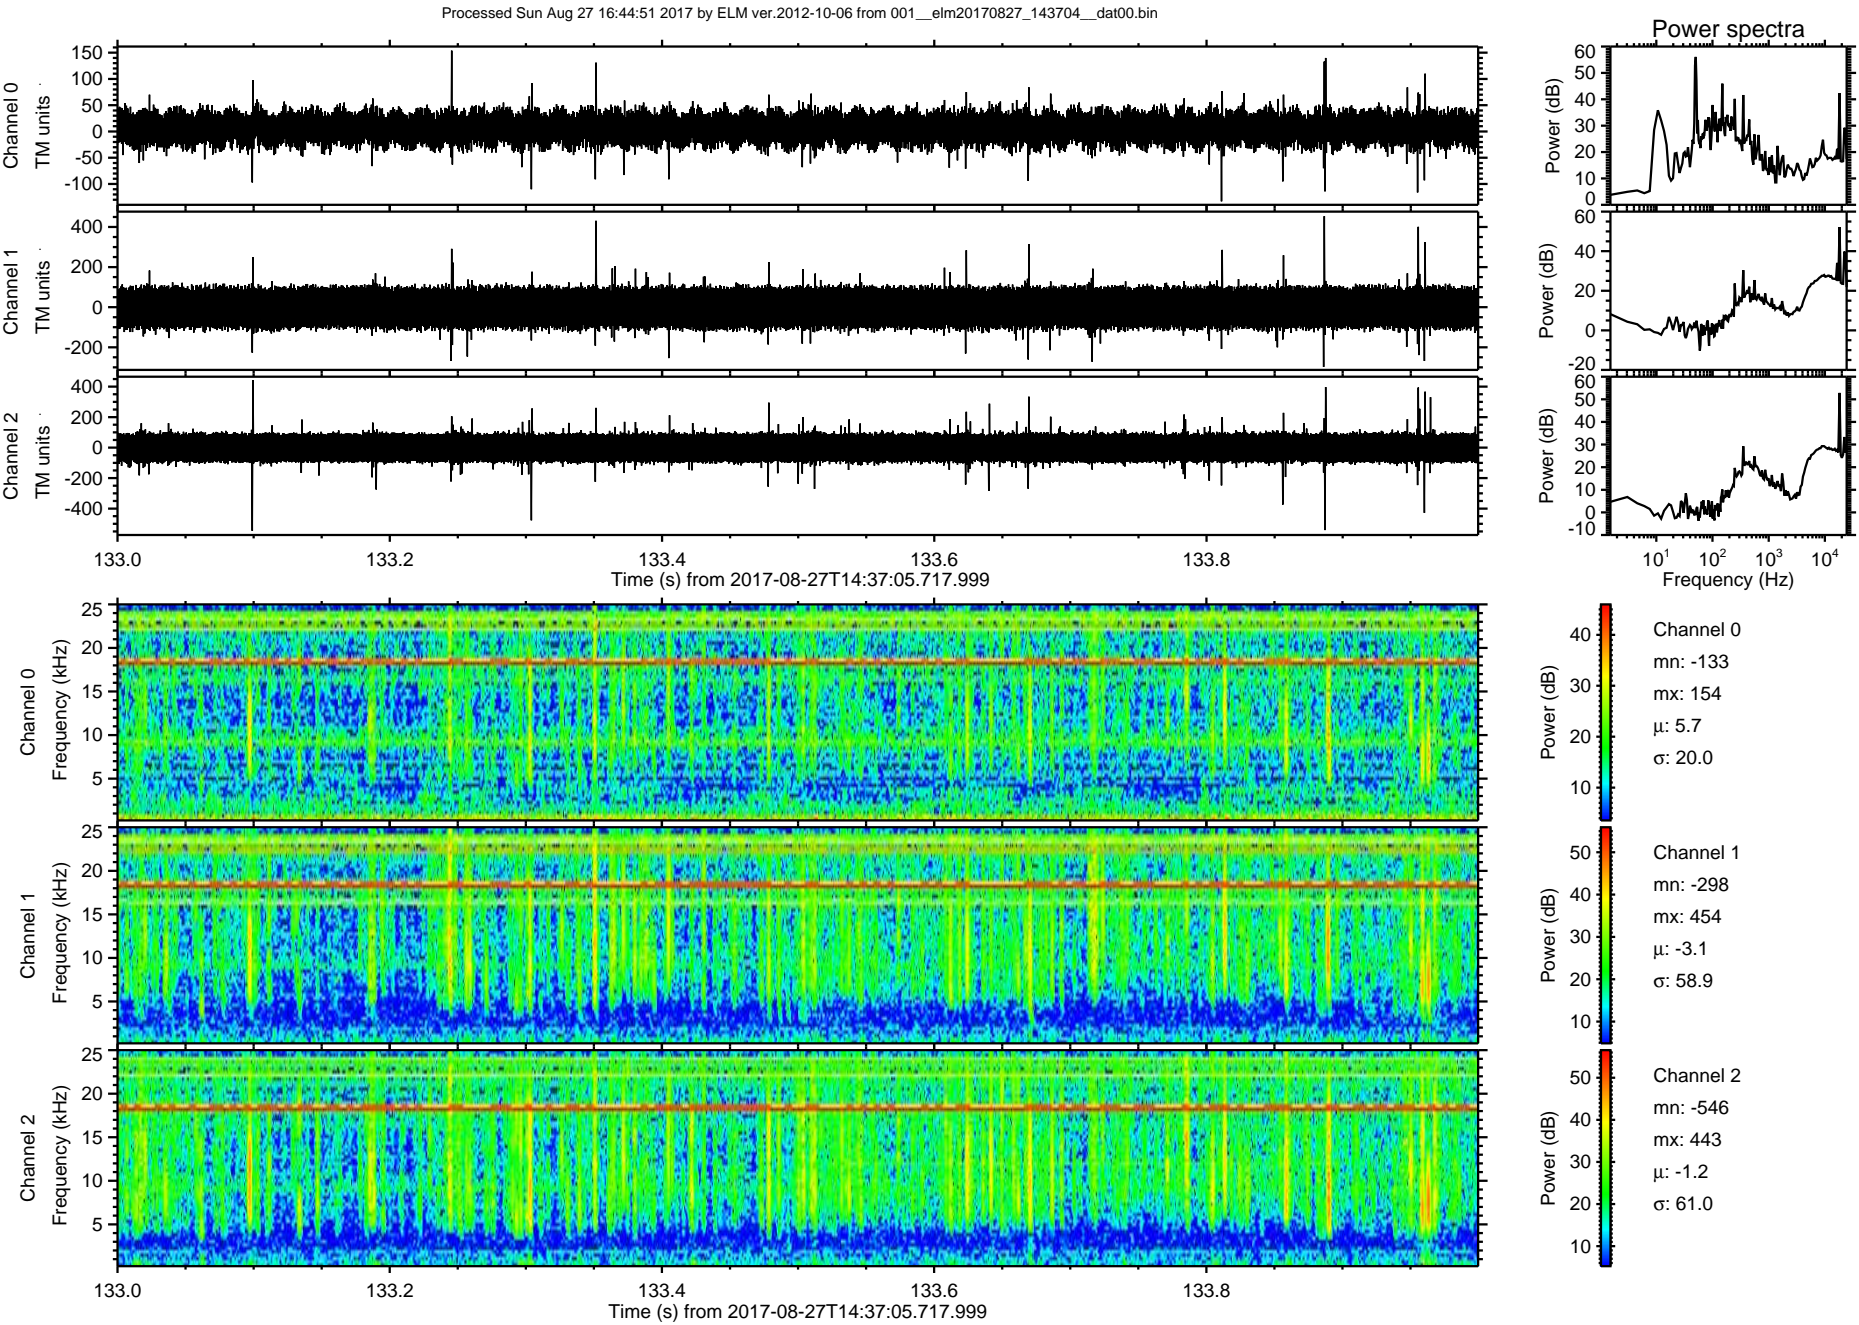 Processed Sun Aug 27 16:44:51 2017 by ELM ver.2012-10-06 from 001__elm20170827_143704__dat00.bin
Power spectra
Channel 0
TM units
150
100
50
0
-50
-100
Power (dB)
60
50
40
30
20
10
0
Channel 1
TM units
400
200
0
-200
Power (dB)
60
40
20
0
-20
Channel 2
TM units
400
200
0
-200
-400
Power (dB)
60
50
40
30
20
10
0
-10
133.0 133.2 133.4 133.6 133.8
Time (s) from 2017-08-27T14:37:05.717.999
10¹ 10² 10³ 10⁴
Frequency (Hz)
Channel 0
Frequency (kHz)
25
20
15
10
5
Power (dB)
40
30
20
10
Channel 0
mn: -133
mx: 154
µ: 5.7
σ: 20.0
Channel 1
Frequency (kHz)
25
20
15
10
5
Power (dB)
50
40
30
20
10
Channel 1
mn: -298
mx: 454
µ: -3.1
σ: 58.9
Channel 2
Frequency (kHz)
25
20
15
10
5
Power (dB)
50
40
30
20
10
Channel 2
mn: -546
mx: 443
µ: -1.2
σ: 61.0
133.0 133.2 133.4 133.6 133.8
Time (s) from 2017-08-27T14:37:05.717.999